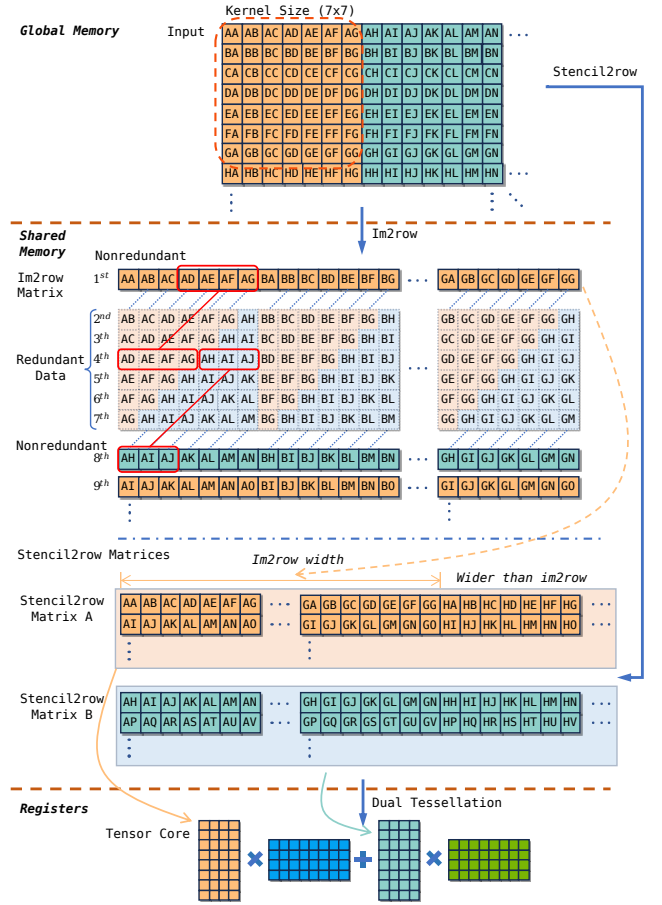 Kernel Size (7x7)
Global Memory
Input
AA AB AC AD AE AF AG AH AI AJ AK AL AM AN ···
BA BB BC BD BE BF BG BH BI BJ BK BL BM BN
CA CB CC CD CE CF CG CH CI CJ CK CL CM CN
DA DB DC DD DE DF DG DH DI DJ DK DL DM DN
EA EB EC ED EE EF EG EH EI EJ EK EL EM EN
FA FB FC FD FE FF FG FH FI FJ FK FL FM FN
GA GB GC GD GE GF GG GH GI GJ GK GL GM GN
HA HB HC HD HE HF HG HH HI HJ HK HL HM HN ···
Stencil2row
Im2row
Shared
Memory
Nonredundant
Im2row
Matrix
1st AA AB AC AD AE AF AG BA BB BC BD BE BF BG ··· GA GB GC GD GE GF GG
2nd AB AC AD AE AF AG AH BB BC BD BE BF BG BH GB GC GD GE GF GG GH
3th AC AD AE AF AG AH AI BC BD BE BF BG BH BI GC GD GE GF GG GH GI
Redundant
Data
4th AD AE AF AG AH AI AJ BD BE BF BG BH BI BJ GD GE GF GG GH GI GJ
5th AE AF AG AH AI AJ AK BE BF BG BH BI BJ BK GE GF GG GH GI GJ GK
6th AF AG AH AI AJ AK AL BF BG BH BI BJ BK BL GF GG GH GI GJ GK GL
7th AG AH AI AJ AK AL AM BG BH BI BJ BK BL BM GG GH GI GJ GK GL GM
Nonredundant
8th AH AI AJ AK AL AM AN BH BI BJ BK BL BM BN ··· GH GI GJ GK GL GM GN
9th AI AJ AK AL AM AN AO BI BJ BK BL BM BN BO ··· GI GJ GK GL GM GN GO
Stencil2row Matrices
Im2row width
Wider than im2row
Stencil2row
Matrix A
AA AB AC AD AE AF AG ··· GA GB GC GD GE GF GG HA HB HC HD HE HF HG ···
AI AJ AK AL AM AN AO ··· GI GJ GK GL GM GN GO HI HJ HK HL HM HN HO ···
Stencil2row
Matrix B
AH AI AJ AK AL AM AN ··· GH GI GJ GK GL GM GN HH HI HJ HK HL HM HN ···
AP AQ AR AS AT AU AV ··· GP GQ GR GS GT GU GV HP HQ HR HS HT HU HV ···
Registers
Dual Tessellation
Tensor Core